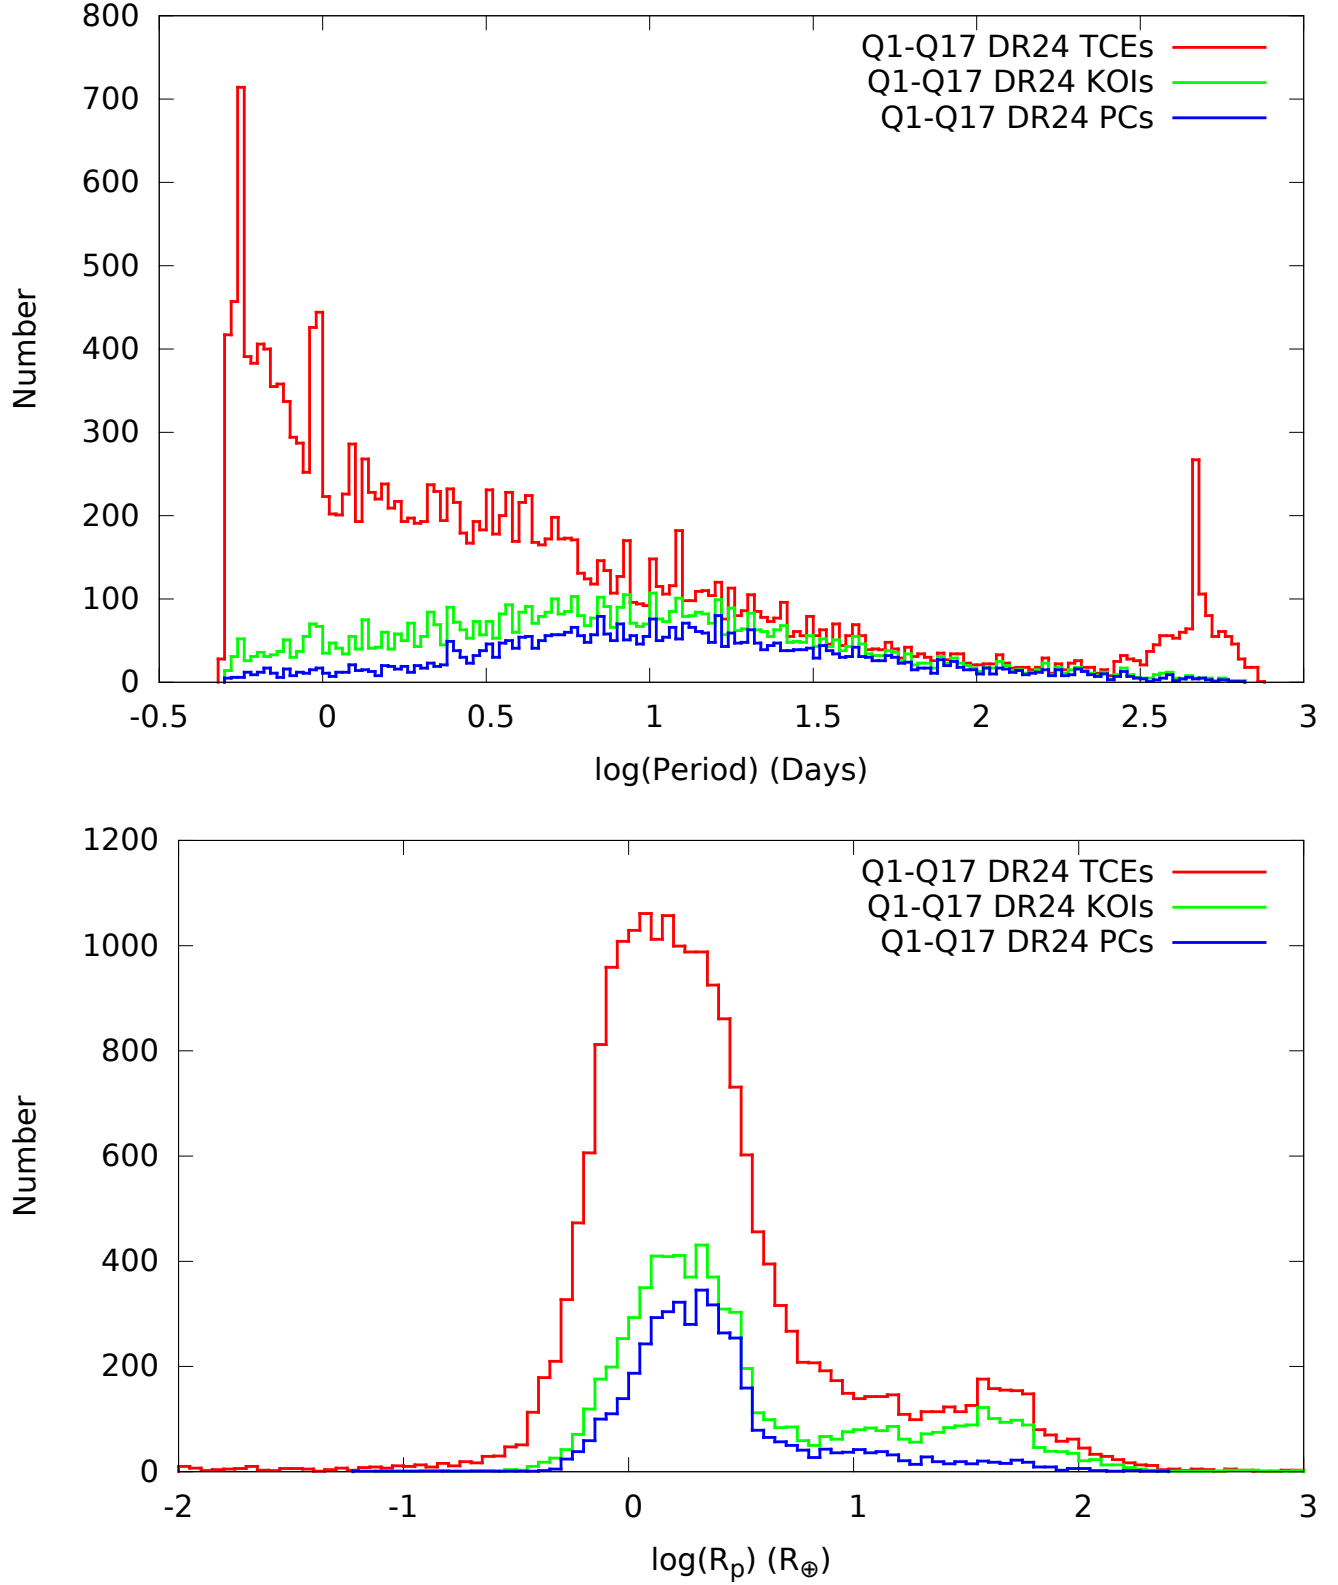 800
700
600
500
400
300
200
100
0
Number
Q1-Q17 DR24 TCEs
Q1-Q17 DR24 KOIs
Q1-Q17 DR24 PCs
-0.5 0 0.5 1 1.5 2 2.5 3
log(Period) (Days)
1200
1000
800
600
400
200
0
Number
Q1-Q17 DR24 TCEs
Q1-Q17 DR24 KOIs
Q1-Q17 DR24 PCs
-2 -1 0 1 2 3
log(Rₚ) (R⊕)